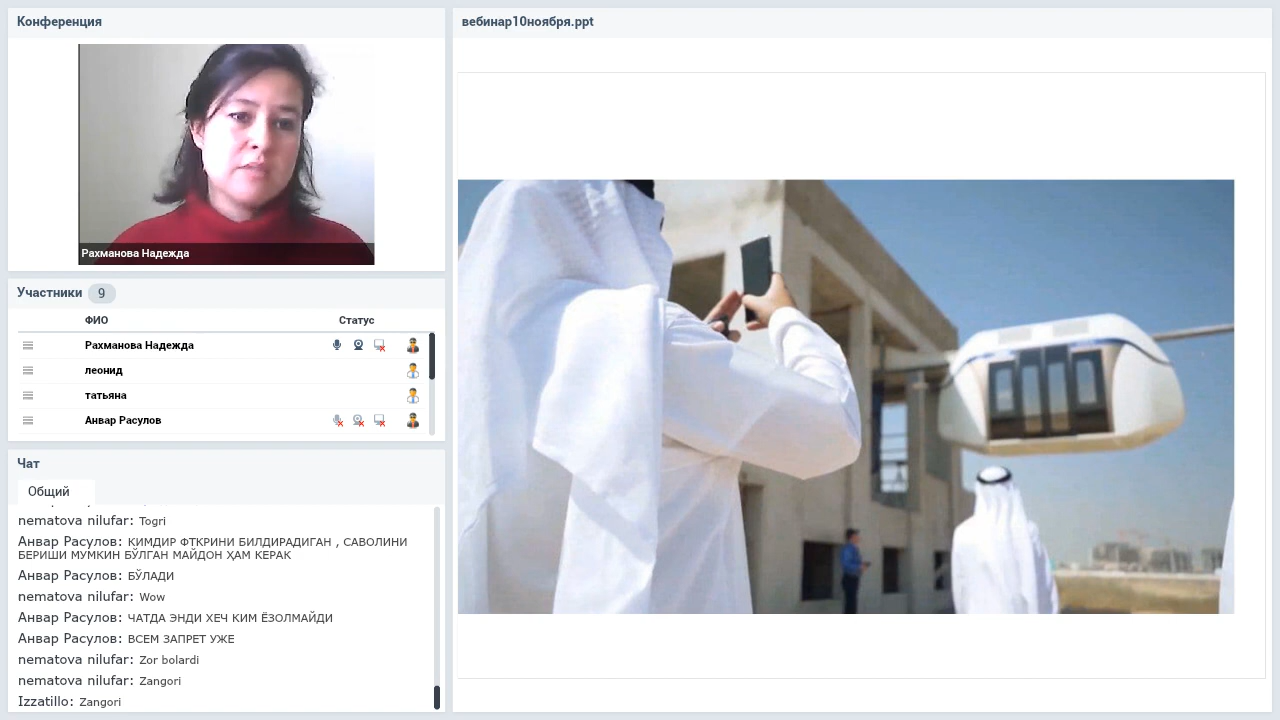 Конференция
Рахманова Надежда
Участники 9
ФИО Статус
Рахманова Надежда
леонид
татьяна
Анвар Расулов
Чат
Общий
nematova nilufar: Togri
Анвар Расулов: КИМДИР ФТКРИНИ БИЛДИРАДИГАН , САВОЛИНИ
БЕРИШИ МУМКИН БЎЛГАН МАЙДОН ҲАМ КЕРАК
Анвар Расулов: БЎЛАДИ
nematova nilufar: Wow
Анвар Расулов: ЧАТДА ЭНДИ ХЕЧ КИМ ЁЗОЛМАЙДИ
Анвар Расулов: ВСЕМ ЗАПРЕТ УЖЕ
nematova nilufar: Zor bolardi
nematova nilufar: Zangori
Izzatillo: Zangori
вебинар10ноября.ppt